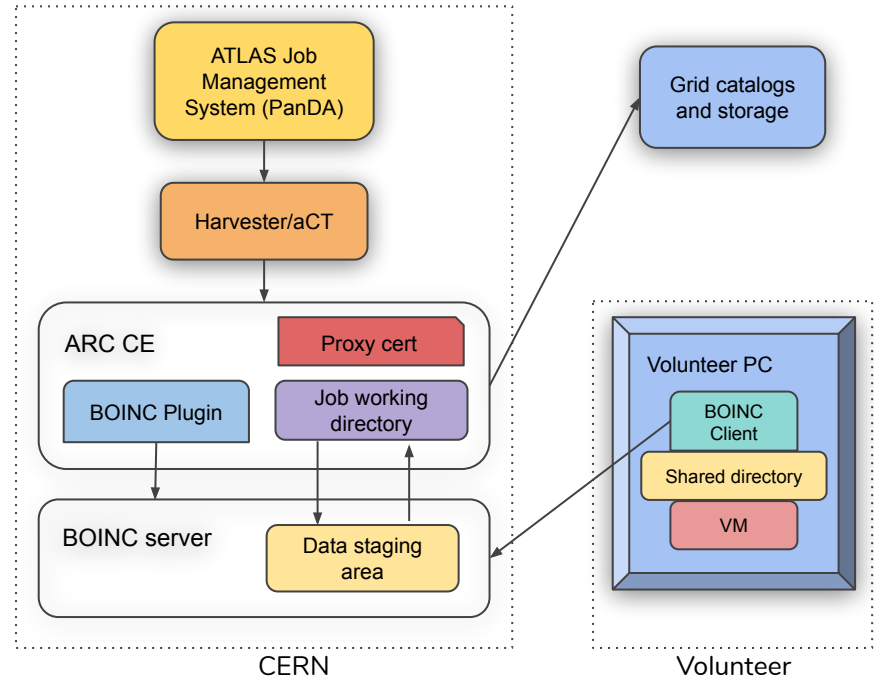 ATLAS Job
Management
System (PanDA)
Grid catalogs
and storage
Harvester/aCT
ARC CE
Proxy cert
BOINC Plugin
Job working
directory
BOINC server
Data staging
area
Volunteer PC
BOINC
Client
Shared directory
VM
CERN
Volunteer